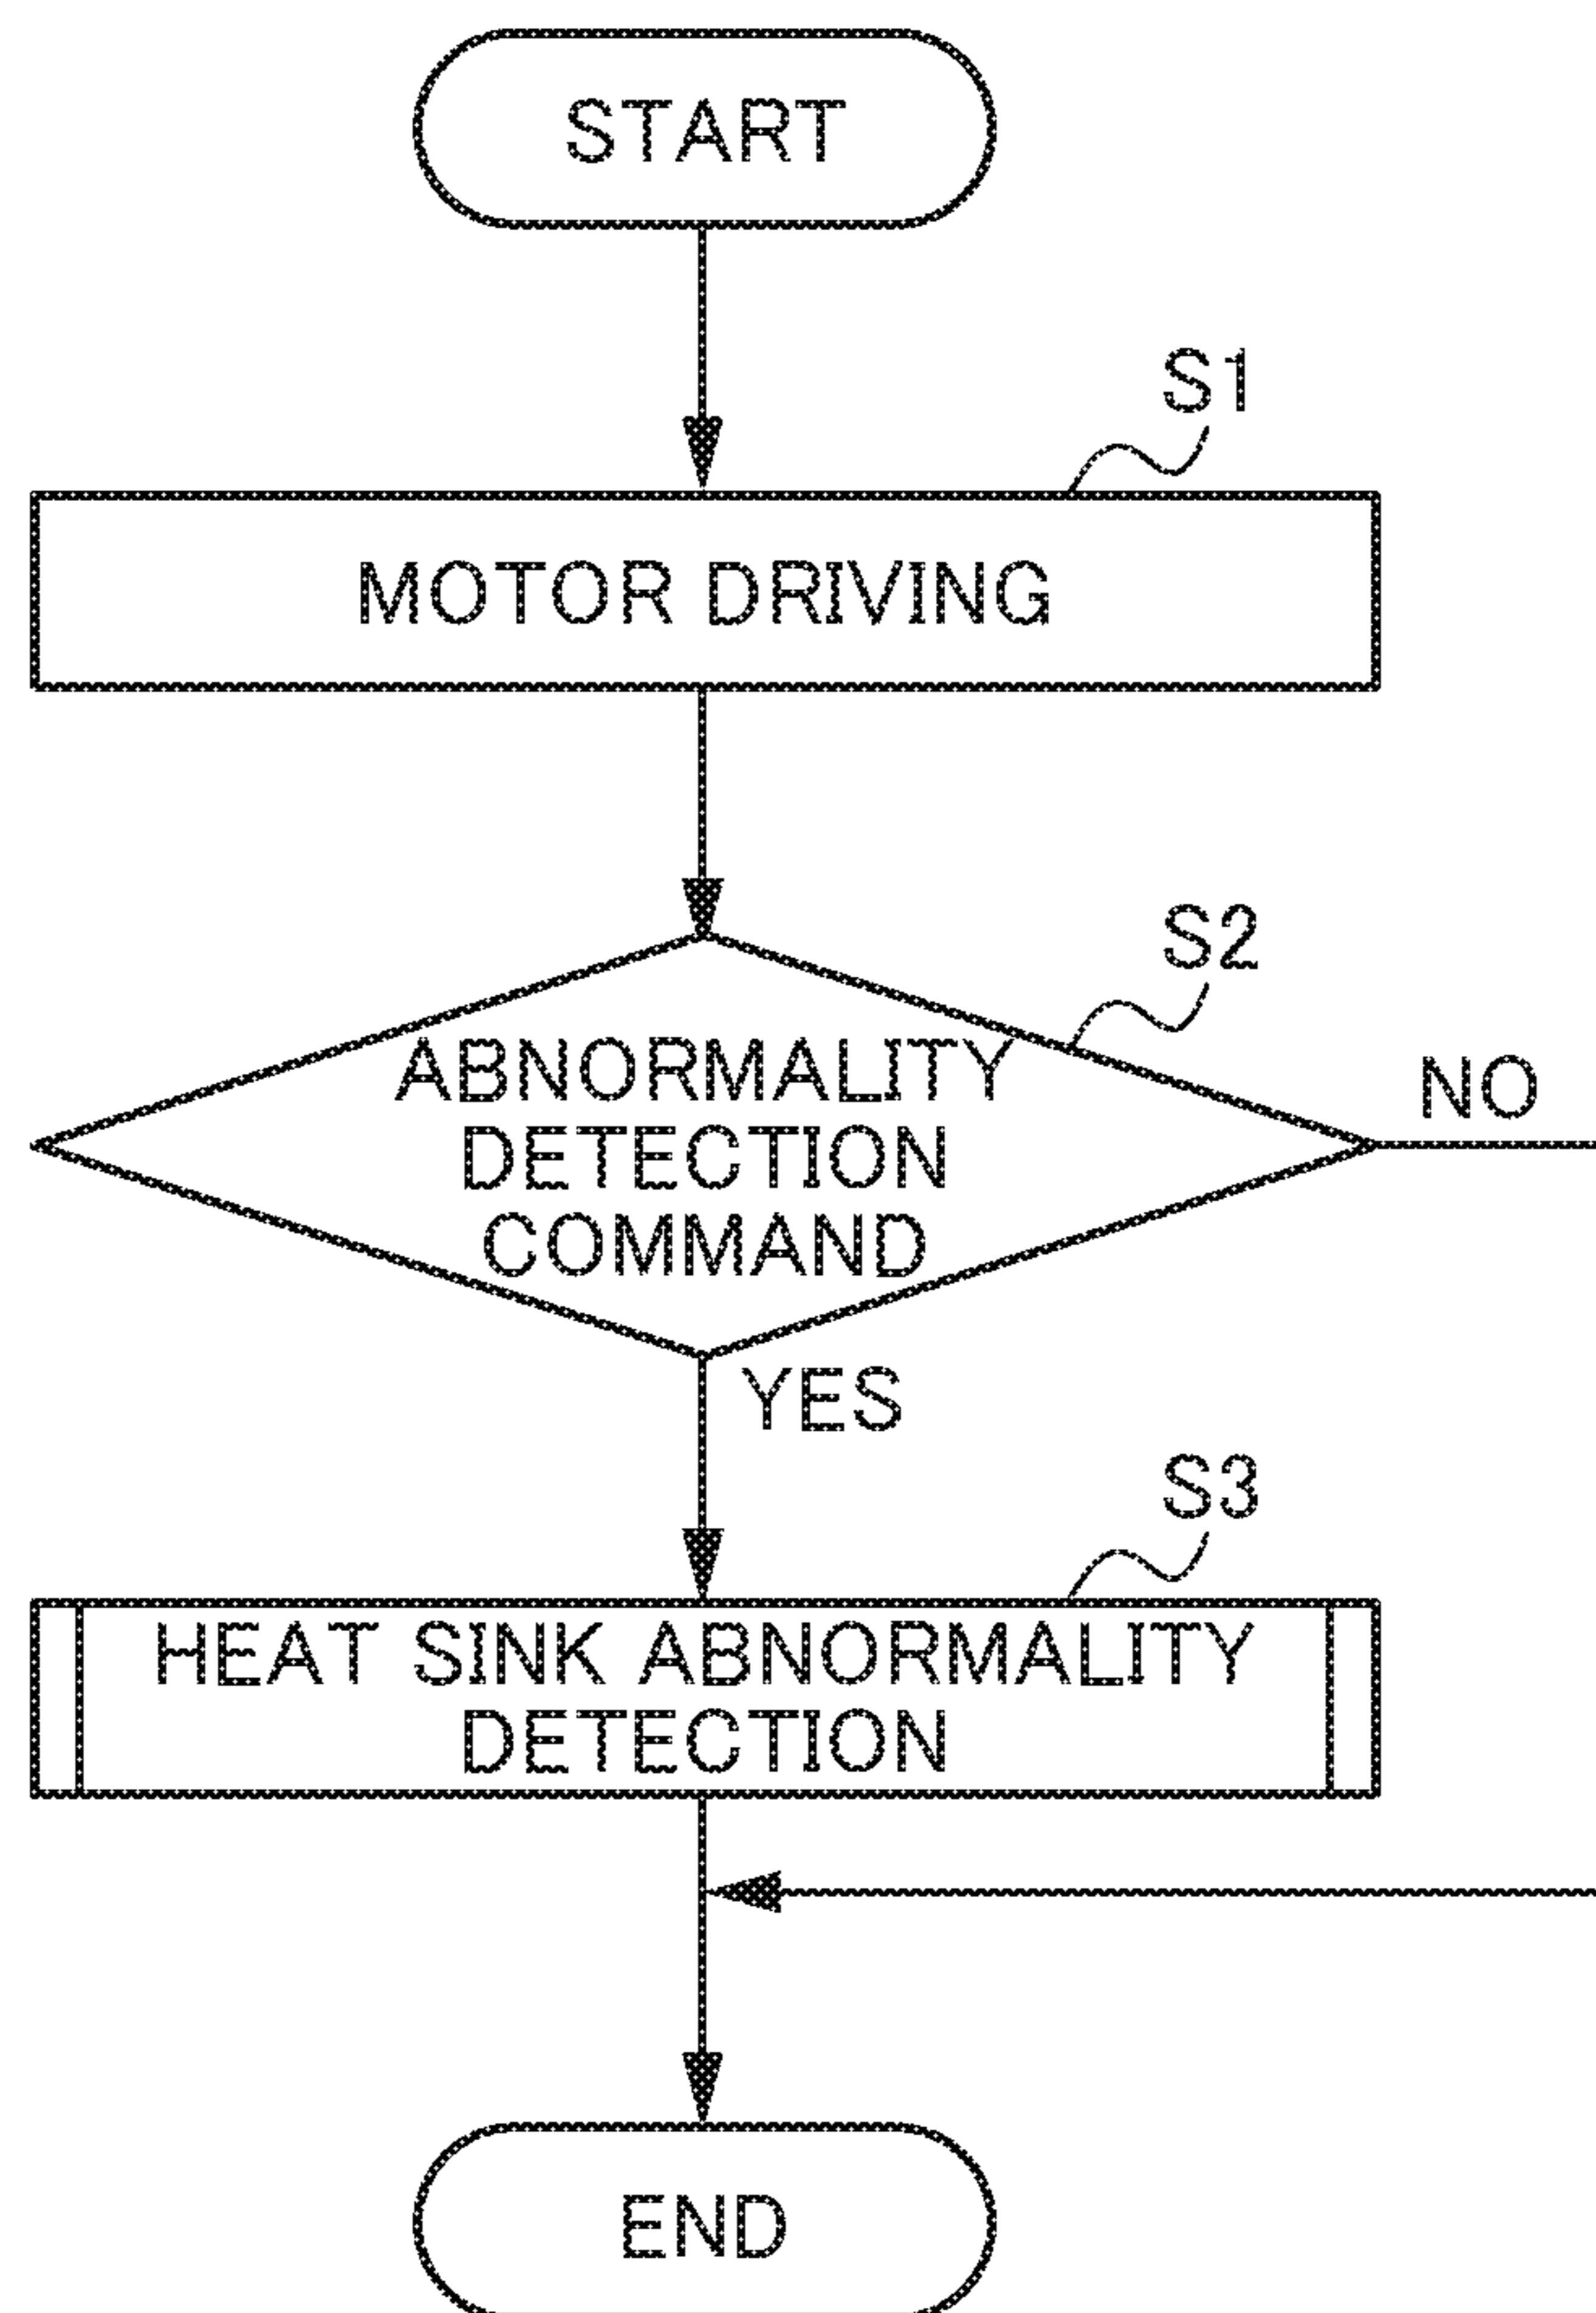 START
S1
MOTOR DRIVING
S2
ABNORMALITY
DETECTION
COMMAND
NO
YES
S3
HEAT SINK ABNORMALITY
DETECTION
END